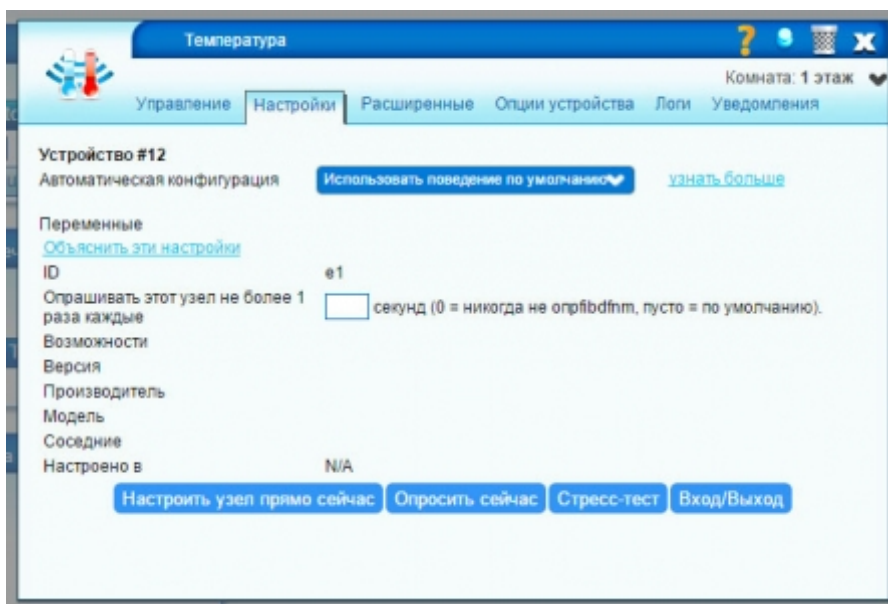 Температура
Комната: 1 этаж
Управление Настройки Расширенные Опции устройства Логи Уведомления
Устройство #12
Автоматическая конфигурация Использовать поведение по умолчанию узнать больше
Переменные
Объяснить эти настройки
ID e1
Опрашивать этот узел не более 1
раза каждые секунд (0 = никогда не опрfibdfnm, пусто = по умолчанию).
Возможности
Версия
Производитель
Модель
Соседние
Настроено в N/A
Настроить узел прямо сейчас Опросить сейчас Стресс-тест Вход/Выход